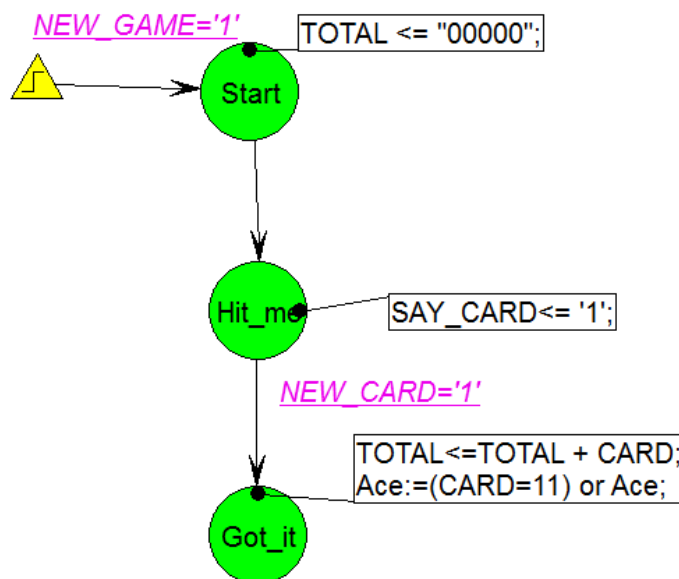 NEW_GAME='1'
TOTAL <= "00000";
Start
Hit_me
SAY_CARD<= '1';
NEW_CARD='1'
TOTAL<=TOTAL + CARD;
Ace:=(CARD=11) or Ace;
Got_it